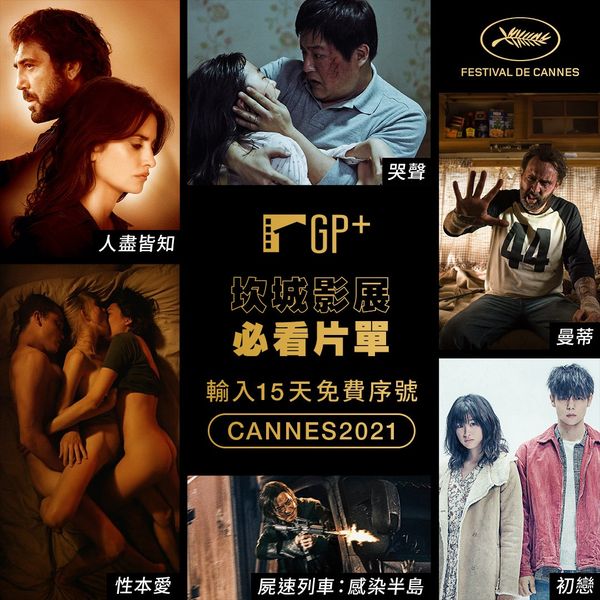 FESTIVAL DE CANNES
哭聲
人盡皆知
GP+
坎城影展
必看片單
輸入15天免費序號
CANNES2021
44
曼蒂
性本愛
屍速列車：感染半島
初戀